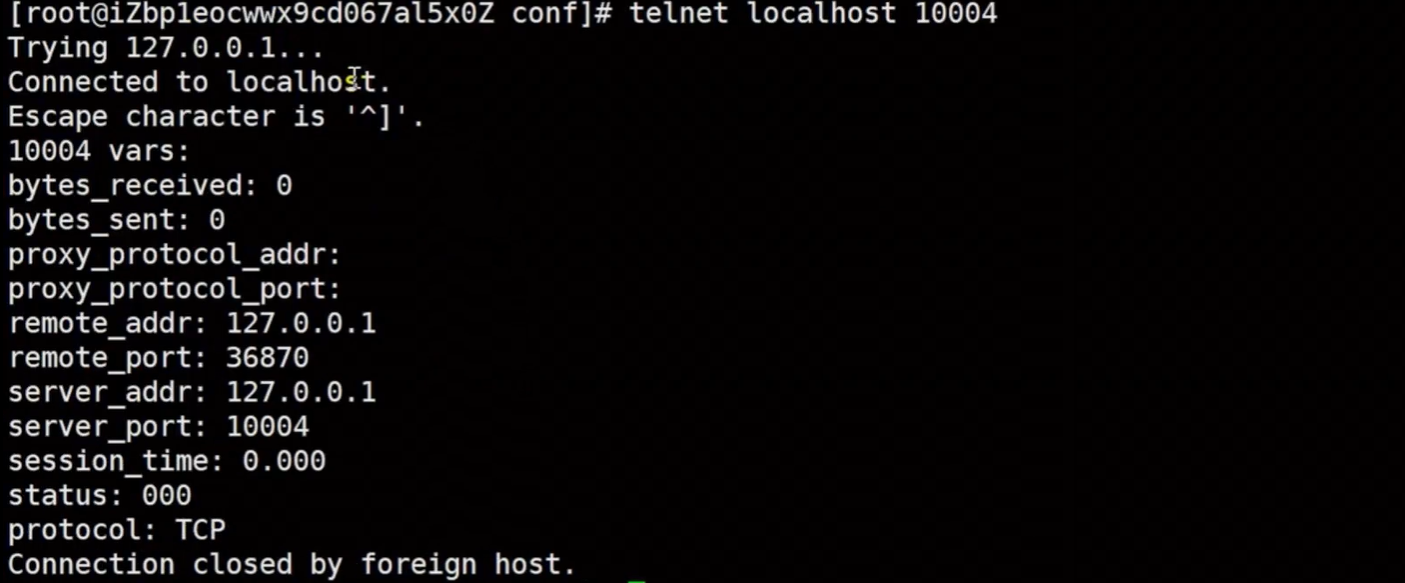 [root@iZbp1eocwwx9cd067al5x0Z conf]# telnet localhost 10004
Trying 127.0.0.1...
Connected to localhost.
Escape character is '^]'.
10004 vars:
bytes_received: 0
bytes_sent: 0
proxy_protocol_addr:
proxy_protocol_port:
remote_addr: 127.0.0.1
remote_port: 36870
server_addr: 127.0.0.1
server_port: 10004
session_time: 0.000
status: 000
protocol: TCP
Connection closed by foreign host.